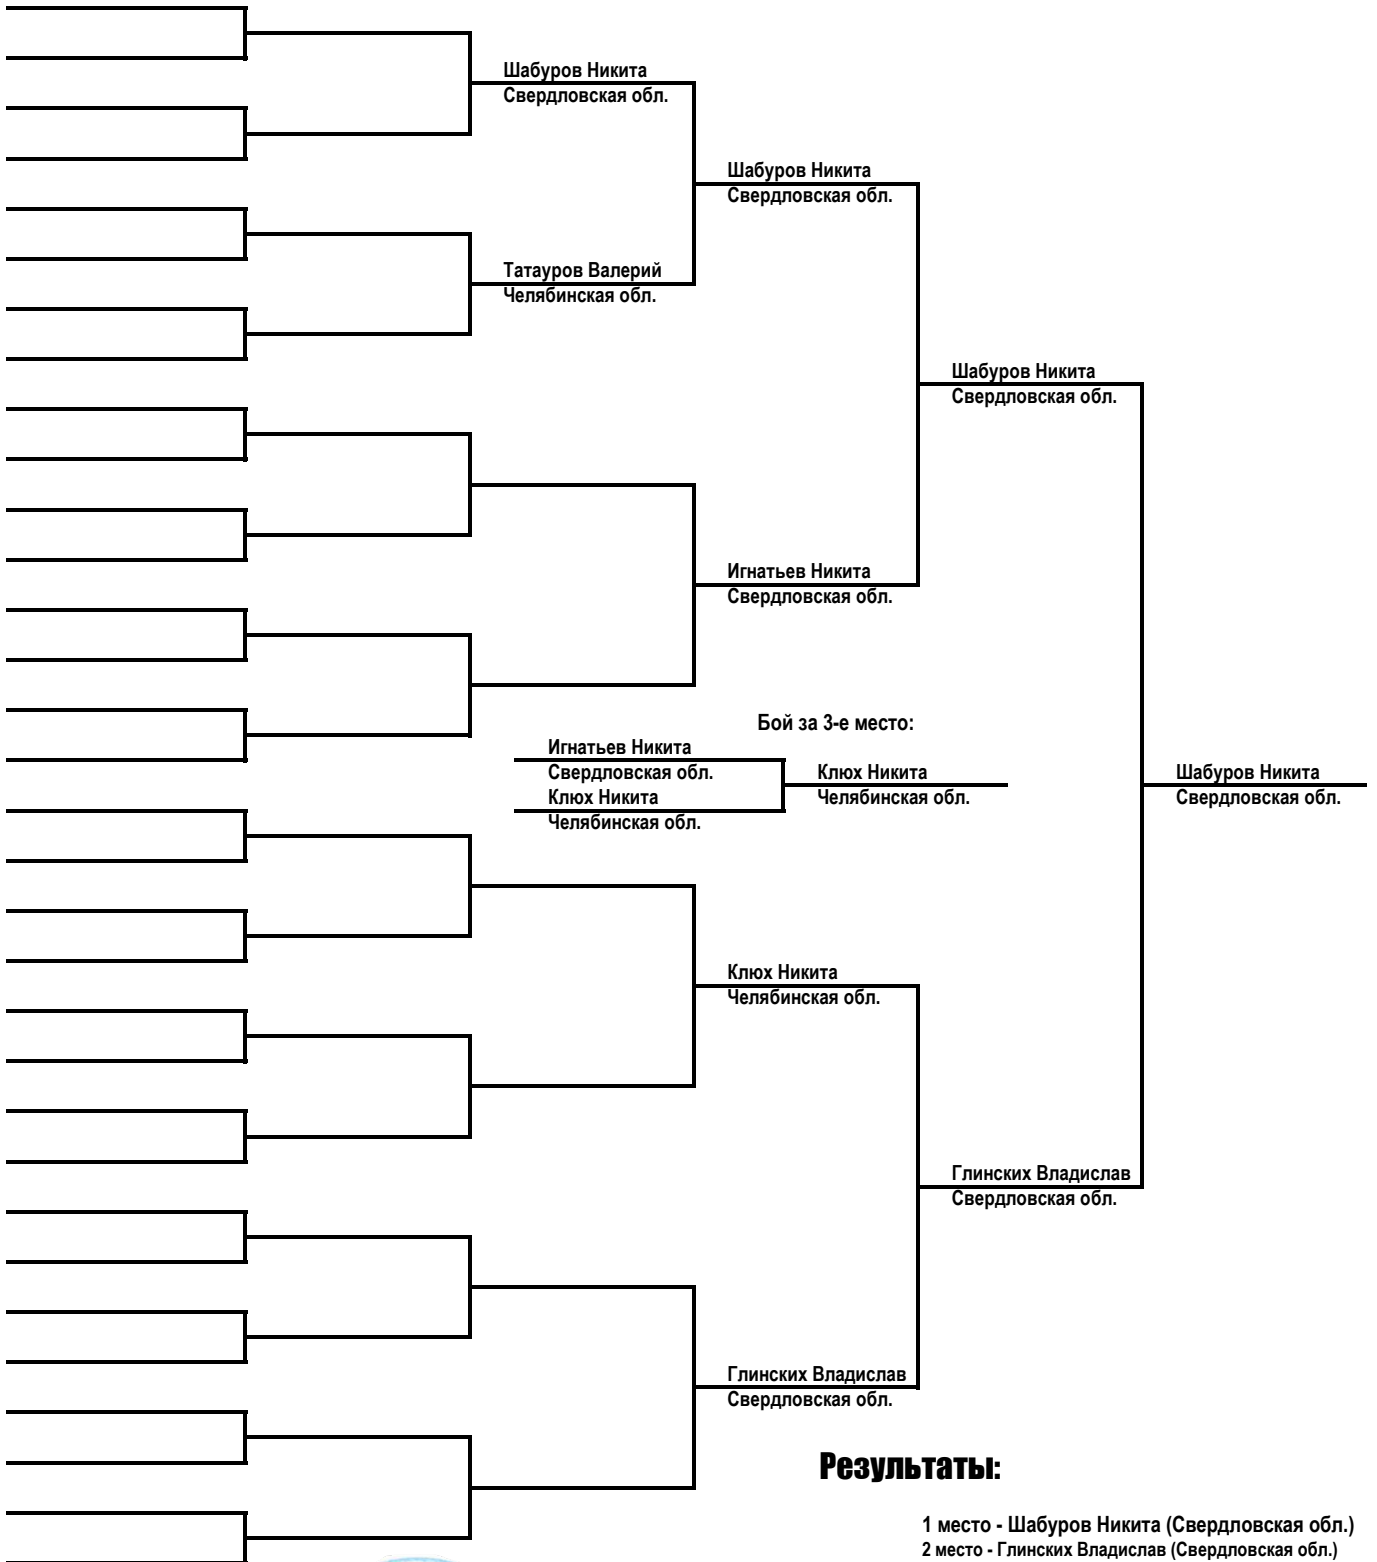 Шабуров Никита
Свердловская обл.
Шабуров Никита
Свердловская обл.
Татауров Валерий
Челябинская обл.
Шабуров Никита
Свердловская обл.
Игнатьев Никита
Свердловская обл.
Бой за 3-е место:
Игнатьев Никита
Свердловская обл.
Клюх Никита
Челябинская обл.
Клюх Никита
Челябинская обл.
Шабуров Никита
Свердловская обл.
Клюх Никита
Челябинская обл.
Глинских Владислав
Свердловская обл.
Глинских Владислав
Свердловская обл.
Результаты:
1 место - Шабуров Никита (Свердловская обл.)
2 место - Глинских Владислав (Свердловская обл.)